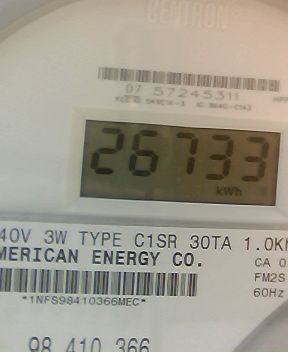 CENTRON
07 57245311
26733
kWh
40V 3W TYPE C1SR 30TA 1.0K
MERICAN ENERGY CO.
CA 0
FM2S
60Hz
*1NFS98410366MEC*
98 410 366